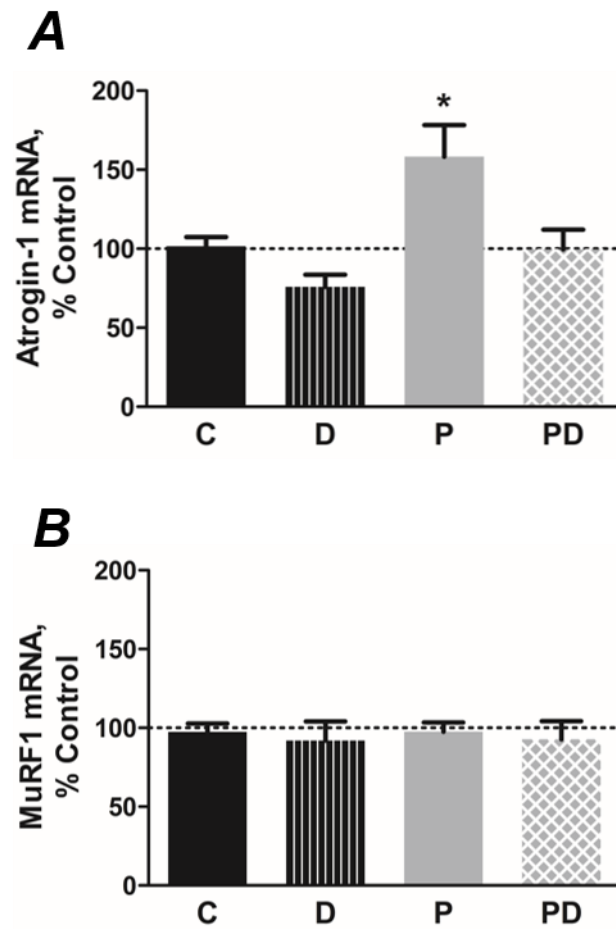 A
Atrogin-1 mRNA,
% Control
200
150
100
50
0
*
C D P PD
B
MuRF1 mRNA,
% Control
200
150
100
50
0
C D P PD